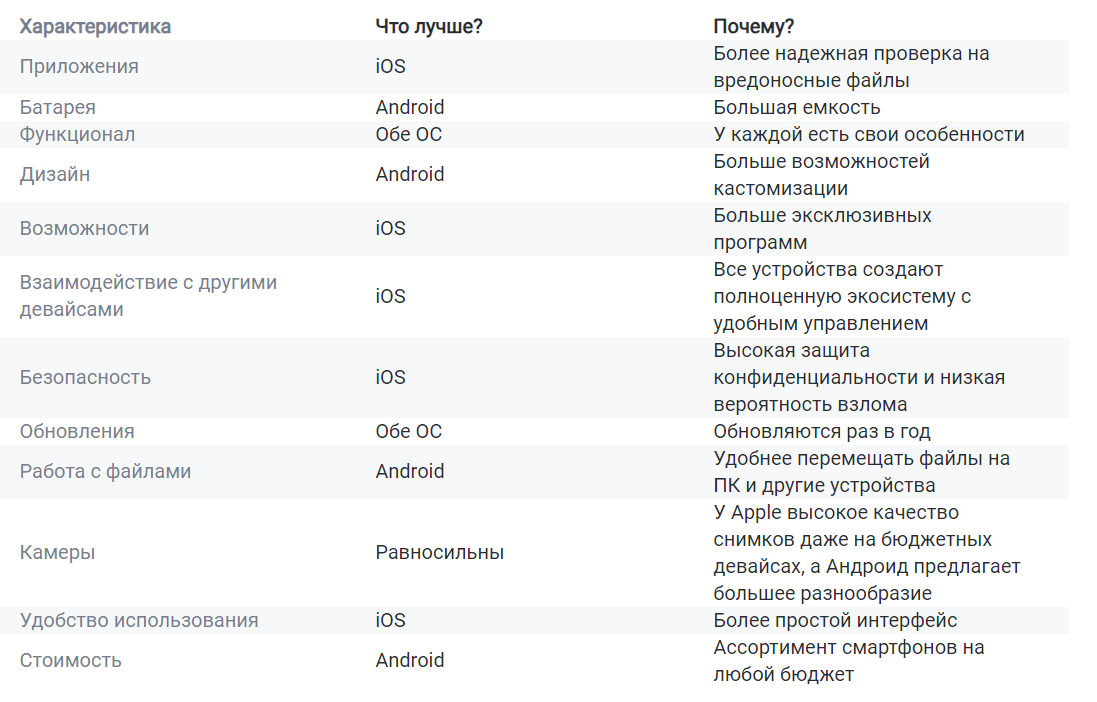 Характеристика Что лучше? Почему?
Приложения iOS Более надежная проверка на
вредоносные файлы
Батарея Android Большая емкость
Функционал Обе ОС У каждой есть свои особенности
Дизайн Android Больше возможностей
кастомизации
Возможности iOS Больше эксклюзивных
программ
Взаимодействие с другими
девайсами
iOS
Все устройства создают
полноценную экосистему с
удобным управлением
Безопасность iOS
Высокая защита
конфиденциальности и низкая
вероятность взлома
Обновления Обе ОС Обновляются раз в год
Работа с файлами Android Удобнее перемещать файлы на
ПК и другие устройства
Камеры Равносильны
У Apple высокое качество
снимков даже на бюджетных
девайсах, а Андроид предлагает
большее разнообразие
Удобство использования iOS Более простой интерфейс
Стоимость Android Ассортимент смартфонов на
любой бюджет